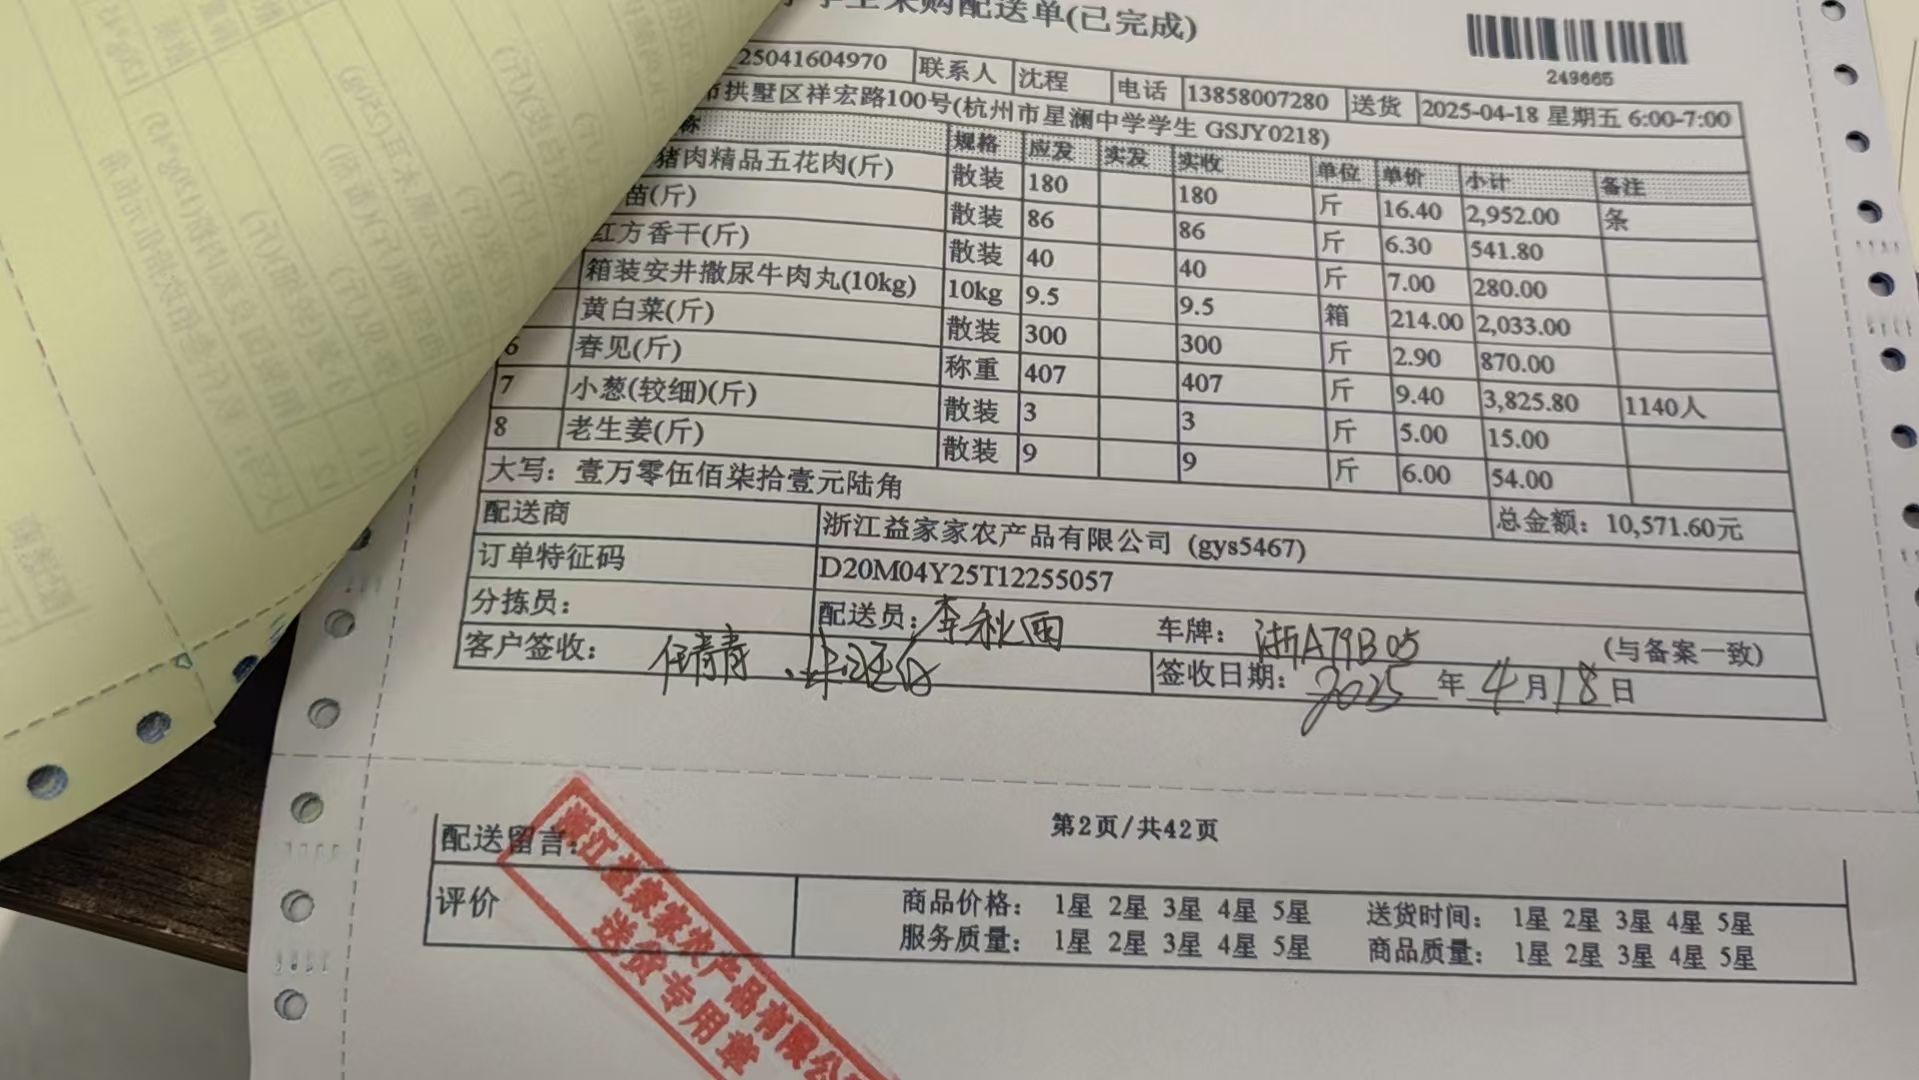 学生采购配送单(已完成)
249665
25041604970 联系人 沈程 电话 13858007280 送货 2025-04-18 星期五 6:00-7:00
市拱墅区祥宏路100号(杭州市星澜中学学生 GSJY0218)
称 规格 应发 实发 实收 单位 单价 小计 备注
猪肉精品五花肉(斤) 散装 180 180 斤 16.40 2,952.00 条
苗(斤) 散装 86 86 斤 6.30 541.80
红方香干(斤) 散装 40 40 斤 7.00 280.00
箱装安井撒尿牛肉丸(10kg) 10kg 9.5 9.5 箱 214.00 2,033.00
黄白菜(斤) 散装 300 300 斤 2.90 870.00
6 春见(斤) 称重 407 407 斤 9.40 3,825.80 1140人
7 小葱(较细)(斤) 散装 3 3 斤 5.00 15.00
8 老生姜(斤) 散装 9 9 斤 6.00 54.00
大写：壹万零伍佰柒拾壹元陆角 总金额：10,571.60元
配送商 浙江益家家农产品有限公司 (gys5467)
订单特征码 D20M04Y25T12255057
分拣员： 配送员：李秋雨 车牌：浙A79B05 (与备案一致)
客户签收：任青青 签收日期：2025年4月18日
第2页/共42页
配送留言：
评价 商品价格： 1星 2星 3星 4星 5星 送货时间： 1星 2星 3星 4星 5星
服务质量： 1星 2星 3星 4星 5星 商品质量： 1星 2星 3星 4星 5星
浙江益家家农产品有限公
送货专用章